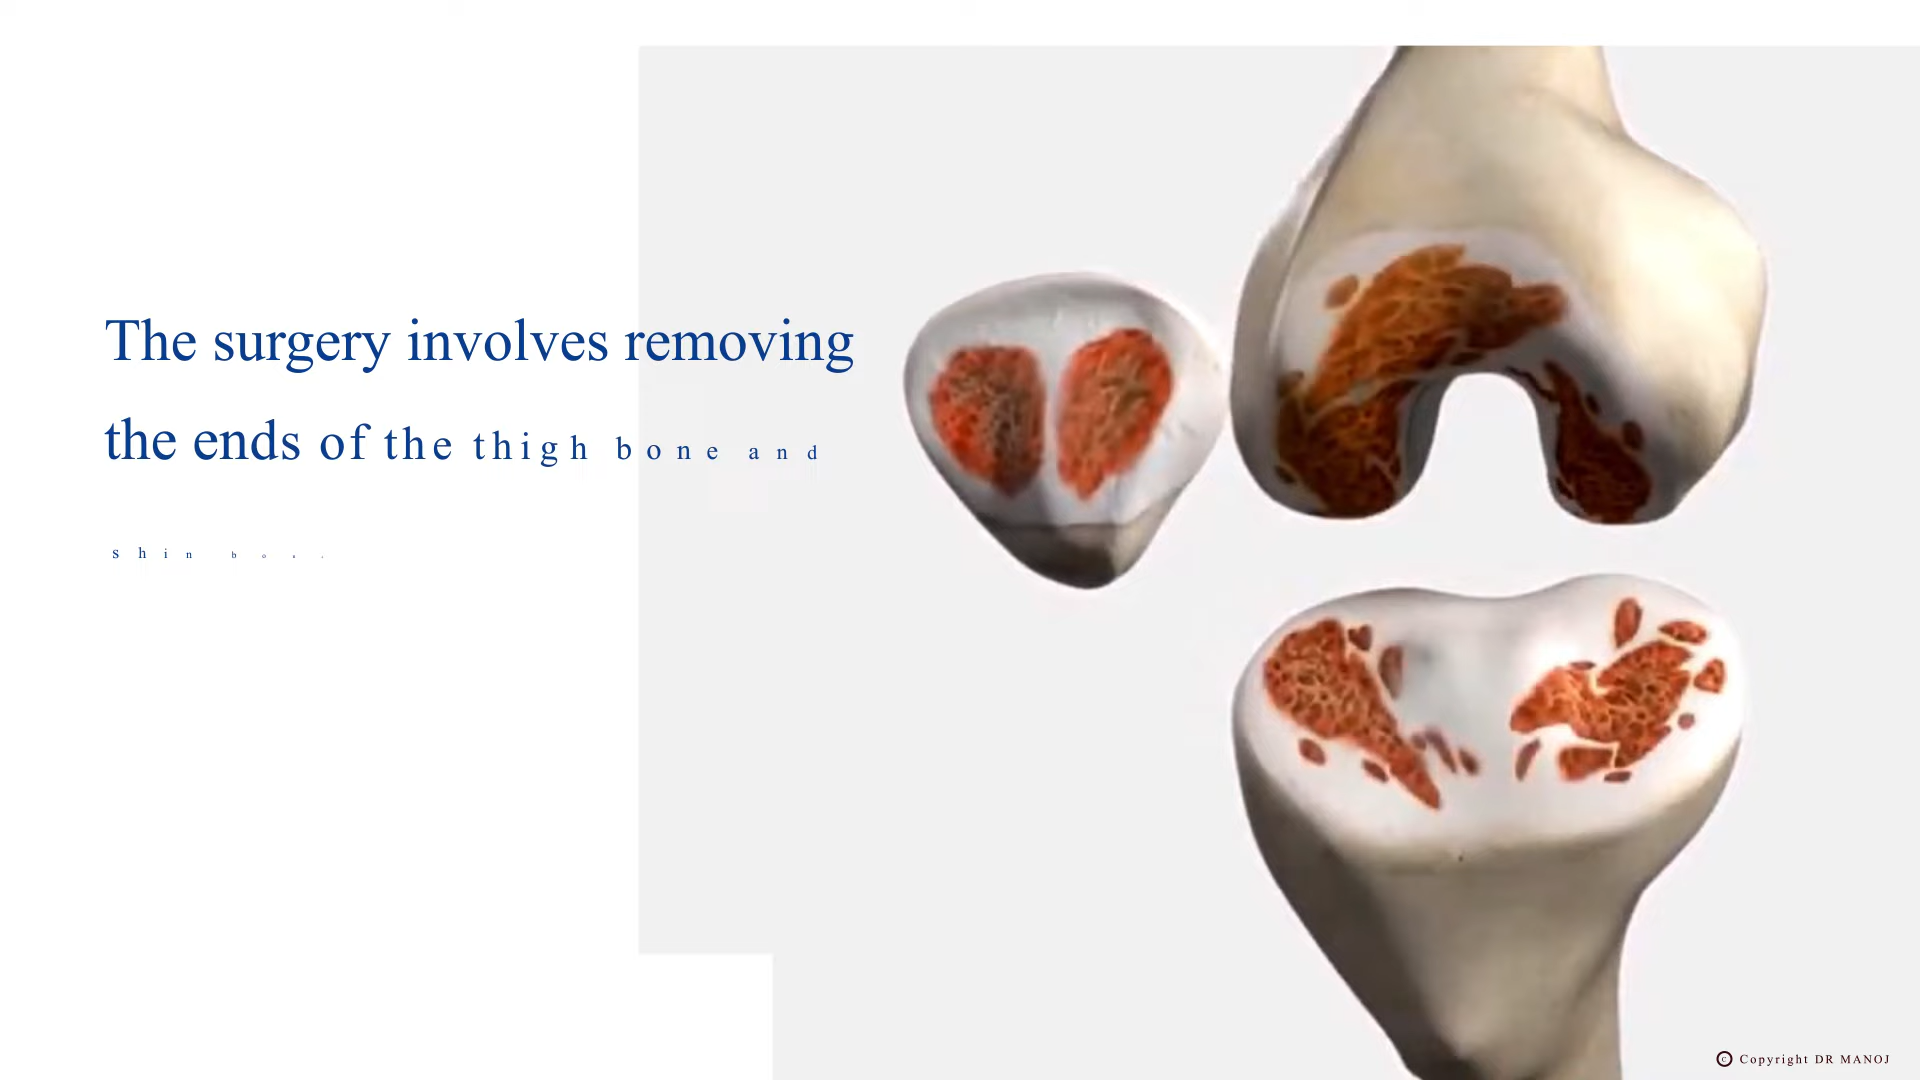 The surgery involves removing
the ends of the thigh bone and
shin
© Copyright DR MANOJ